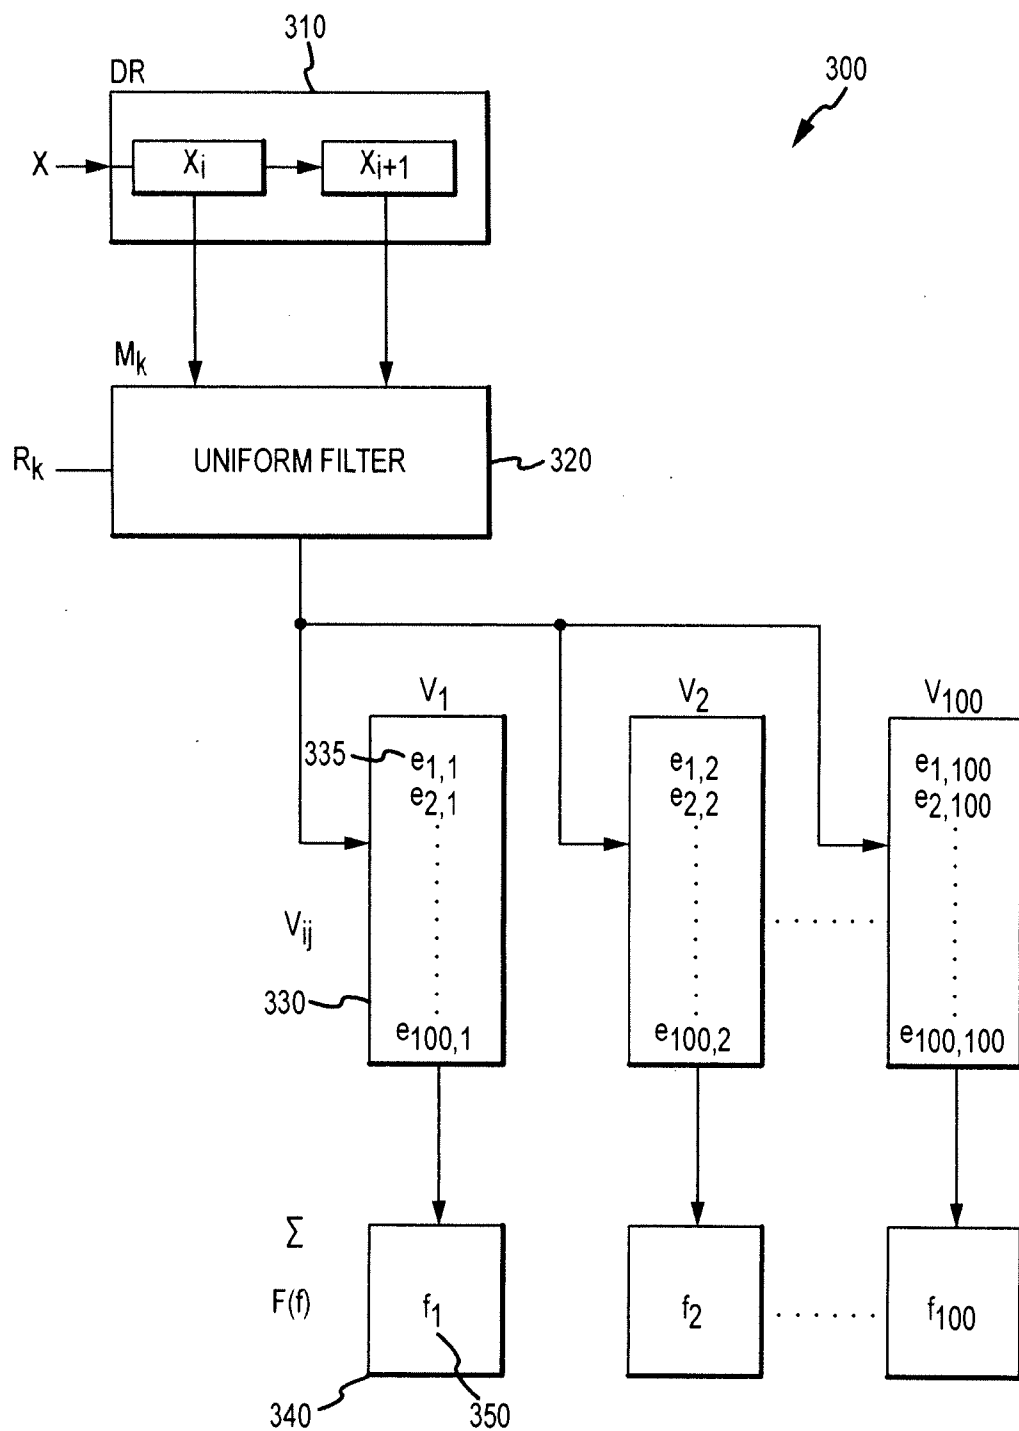 310
DR
300
X
Xi
Xi+1
Mk
Rk
UNIFORM FILTER
320
V1
V2
V100
335
e1,1
e1,2
e1,100
e2,1
e2,2
e2,100
Vij
330
e100,1
e100,2
e100,100
Σ
F(f)
f1
f2
f100
340
350